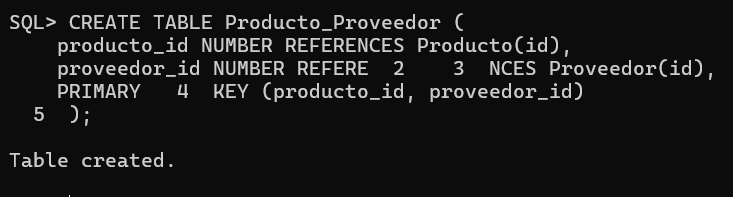 SQL> CREATE TABLE Producto_Proveedor (
    producto_id NUMBER REFERENCES Producto(id),
    proveedor_id NUMBER REFERE  2    3  NCES Proveedor(id),
    PRIMARY   4  KEY (producto_id, proveedor_id)
  5  );
Table created.